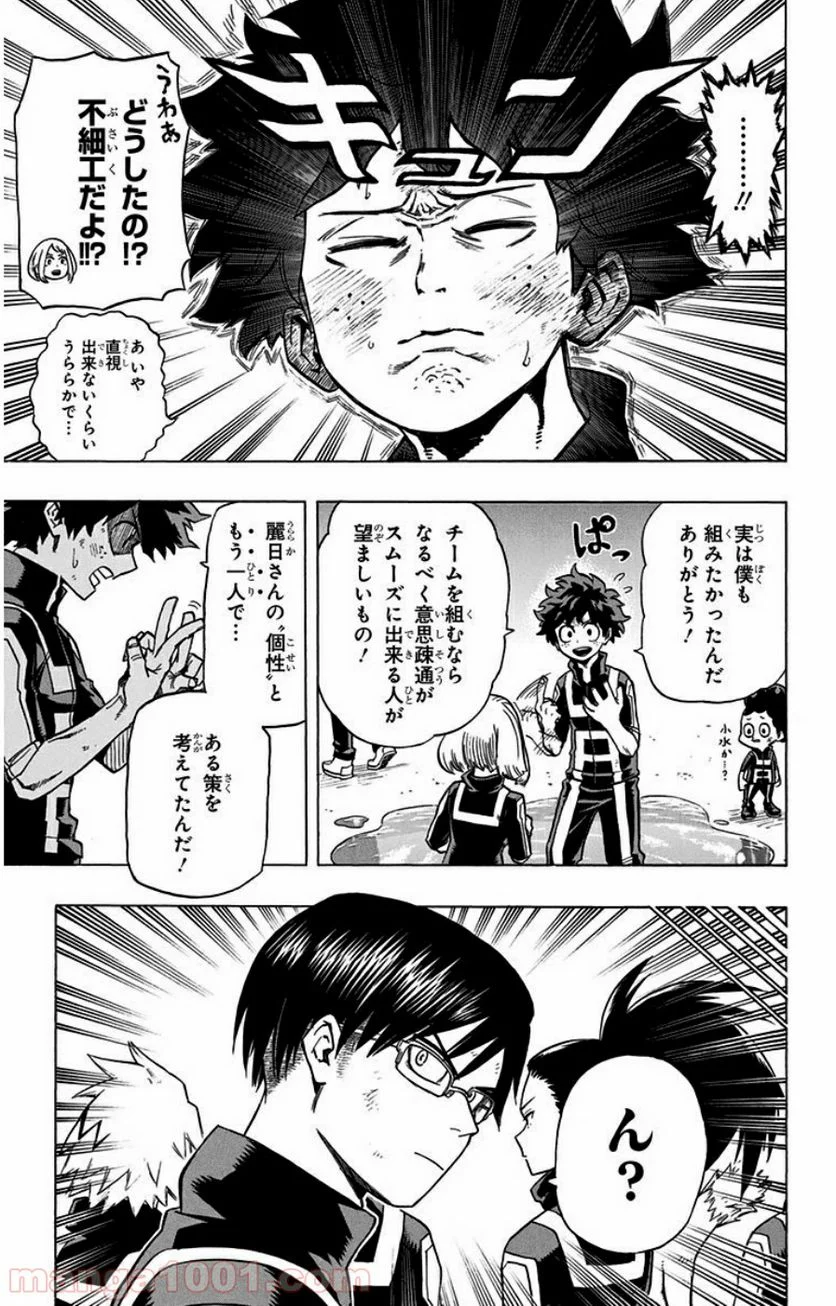 ………!!
キュン
うわぁ
どうしたの!?
不細工だよ!!?
あいや
直視
出来ないくらい
うららかで…
実は僕も
組みたかったんだ
ありがとう!
ぱっ
小水か…?
チームを組むなら
なるべく意思疎通が
スムーズに出来る人が
望ましいもの!
麗日さんの〝個性〟と
もう一人で…
ある策を
考えてたんだ!
ん?
manga1001.com